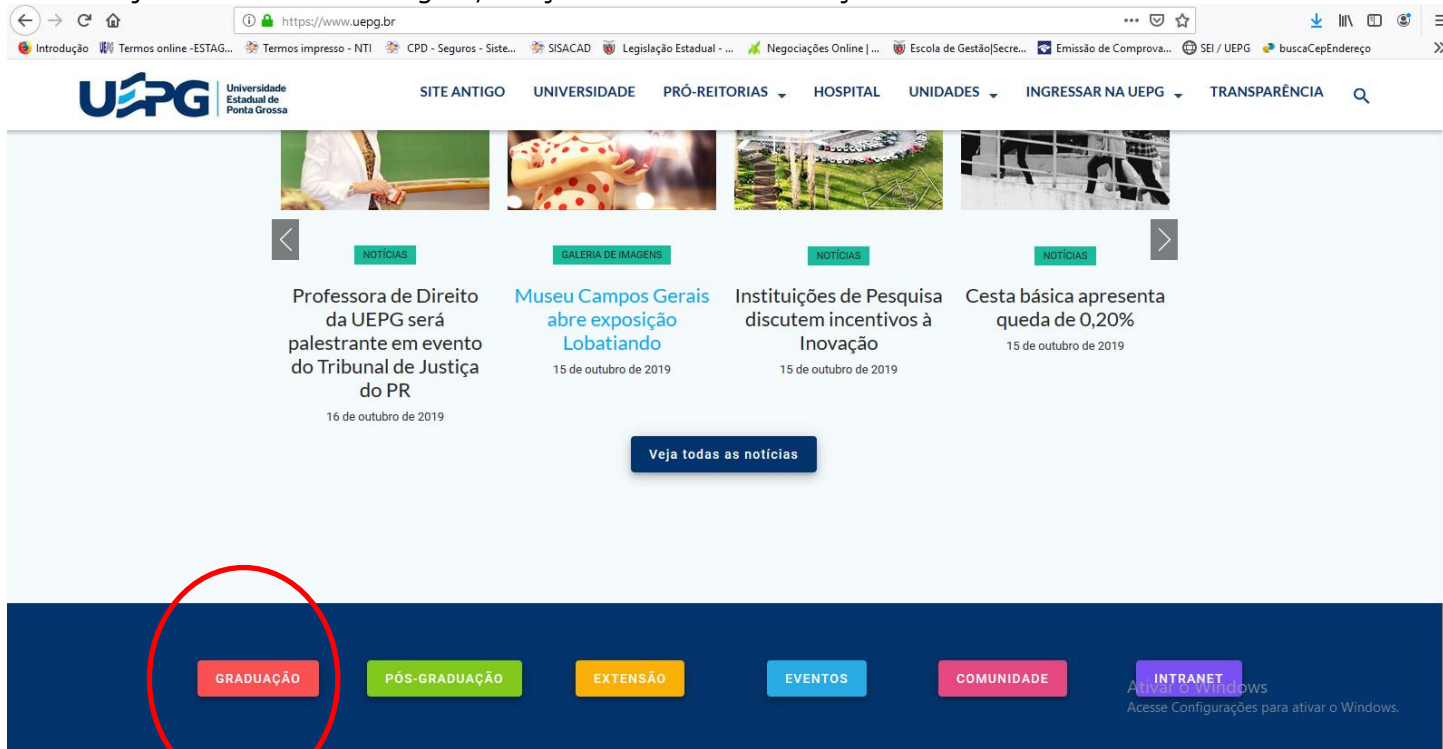 https://www.uepg.br
Introdução Termos online -ESTAG... Termos impresso - NTI CPD - Seguros - Siste... SISACAD Legislação Estadual - ... Negociações Online | ... Escola de Gestão|Secre... Emissão de Comprova... SEI / UEPG buscaCepEndereço
UEPG
Universidade
Estadual de
Ponta Grossa
SITE ANTIGO UNIVERSIDADE PRÓ-REITORIAS HOSPITAL UNIDADES INGRESSAR NA UEPG TRANSPARÊNCIA
NOTÍCIAS
Professora de Direito
da UEPG será
palestrante em evento
do Tribunal de Justiça
do PR
16 de outubro de 2019
GALERIA DE IMAGENS
Museu Campos Gerais
abre exposição
Lobatiando
15 de outubro de 2019
NOTÍCIAS
Instituições de Pesquisa
discutem incentivos à
Inovação
15 de outubro de 2019
NOTÍCIAS
Cesta básica apresenta
queda de 0,20%
15 de outubro de 2019
Veja todas as notícias
GRADUAÇÃO PÓS-GRADUAÇÃO EXTENSÃO EVENTOS COMUNIDADE INTRANET
Ativar o Windows
Acesse Configurações para ativar o Windows.